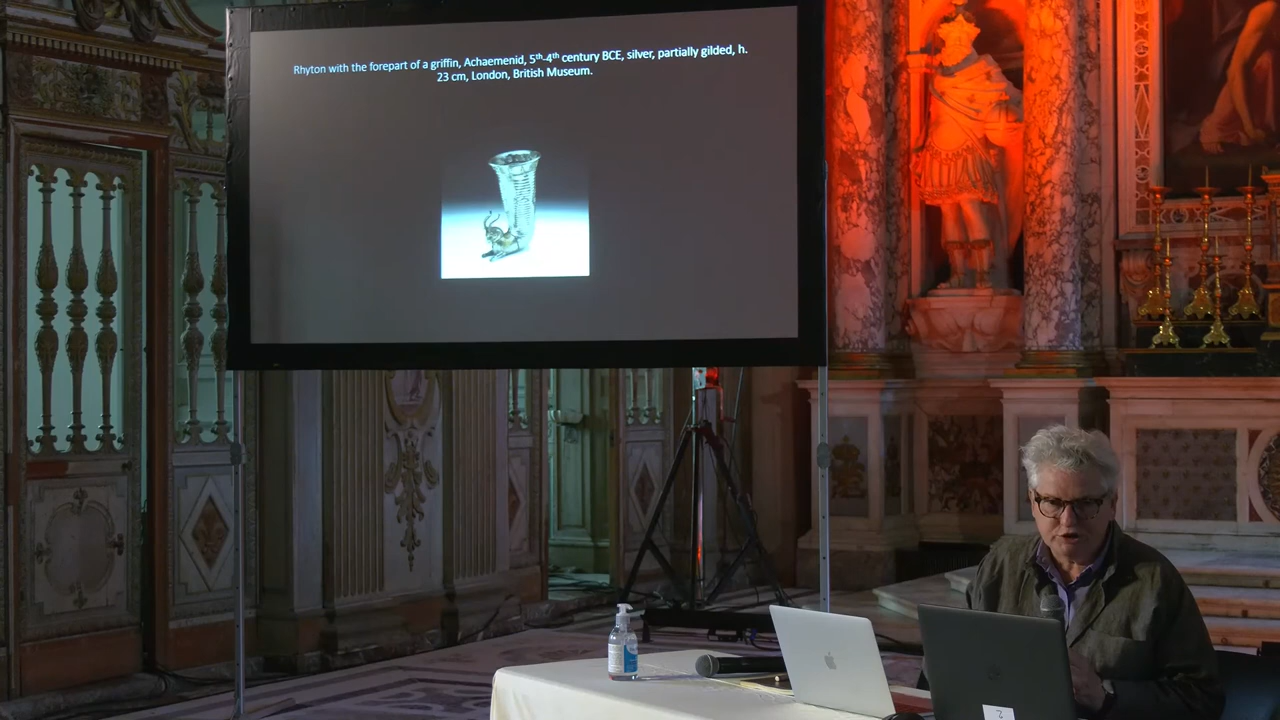 Rhyton with the forepart of a griffin, Achaemenid, 5th-4th century BCE, silver, partially gilded, h.
23 cm, London, British Museum.